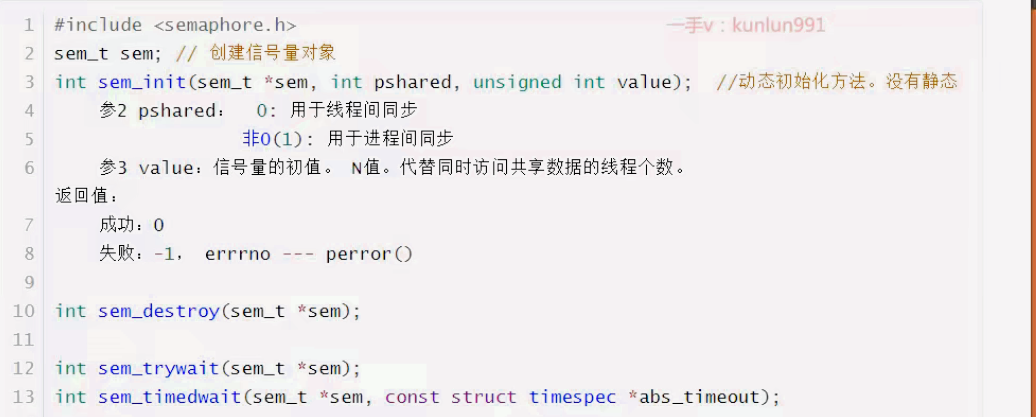 1 #include <semaphore.h>
一手v：kunlun991
2 sem_t sem; // 创建信号量对象
3 int sem_init(sem_t *sem, int pshared, unsigned int value); //动态初始化方法。没有静态
4 参2 pshared： 0: 用于线程间同步
5 非0(1): 用于进程间同步
6 参3 value：信号量的初值。 N值。代替同时访问共享数据的线程个数。
返回值：
7 成功：0
8 失败：-1， errrno --- perror()
9
10 int sem_destroy(sem_t *sem);
11
12 int sem_trywait(sem_t *sem);
13 int sem_timedwait(sem_t *sem, const struct timespec *abs_timeout);